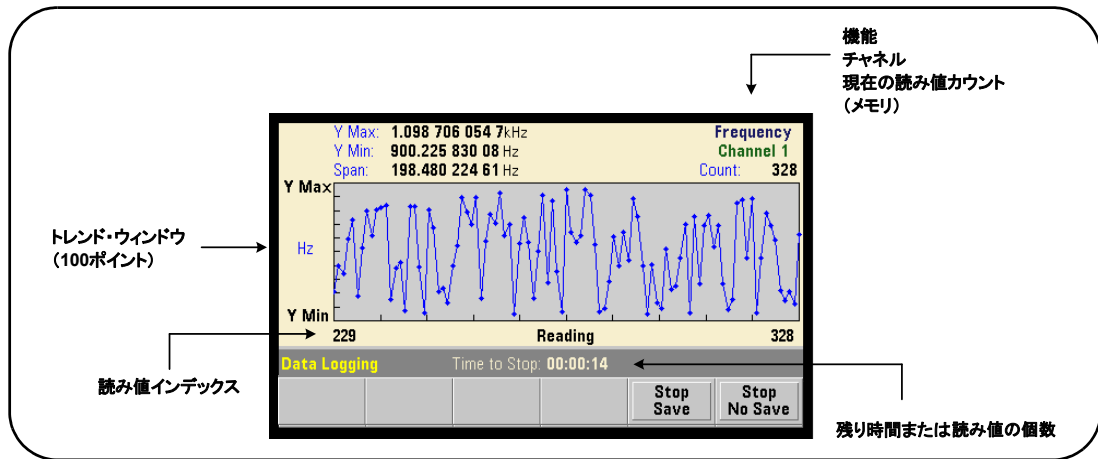 機能
チャネル
現在の読み値カウント
（メモリ）
Y Max: 1.098 706 054 7kHz
Frequency
Y Min: 900.225 830 08 Hz
Channel 1
Span: 198.480 224 61 Hz
Count: 328
Y Max
トレンド・ウィンドウ
（100ポイント）
Hz
Y Min
229 Reading 328
Data Logging Time to Stop: 00:00:14
読み値インデックス
Stop Save
Stop No Save
残り時間または読み値の個数